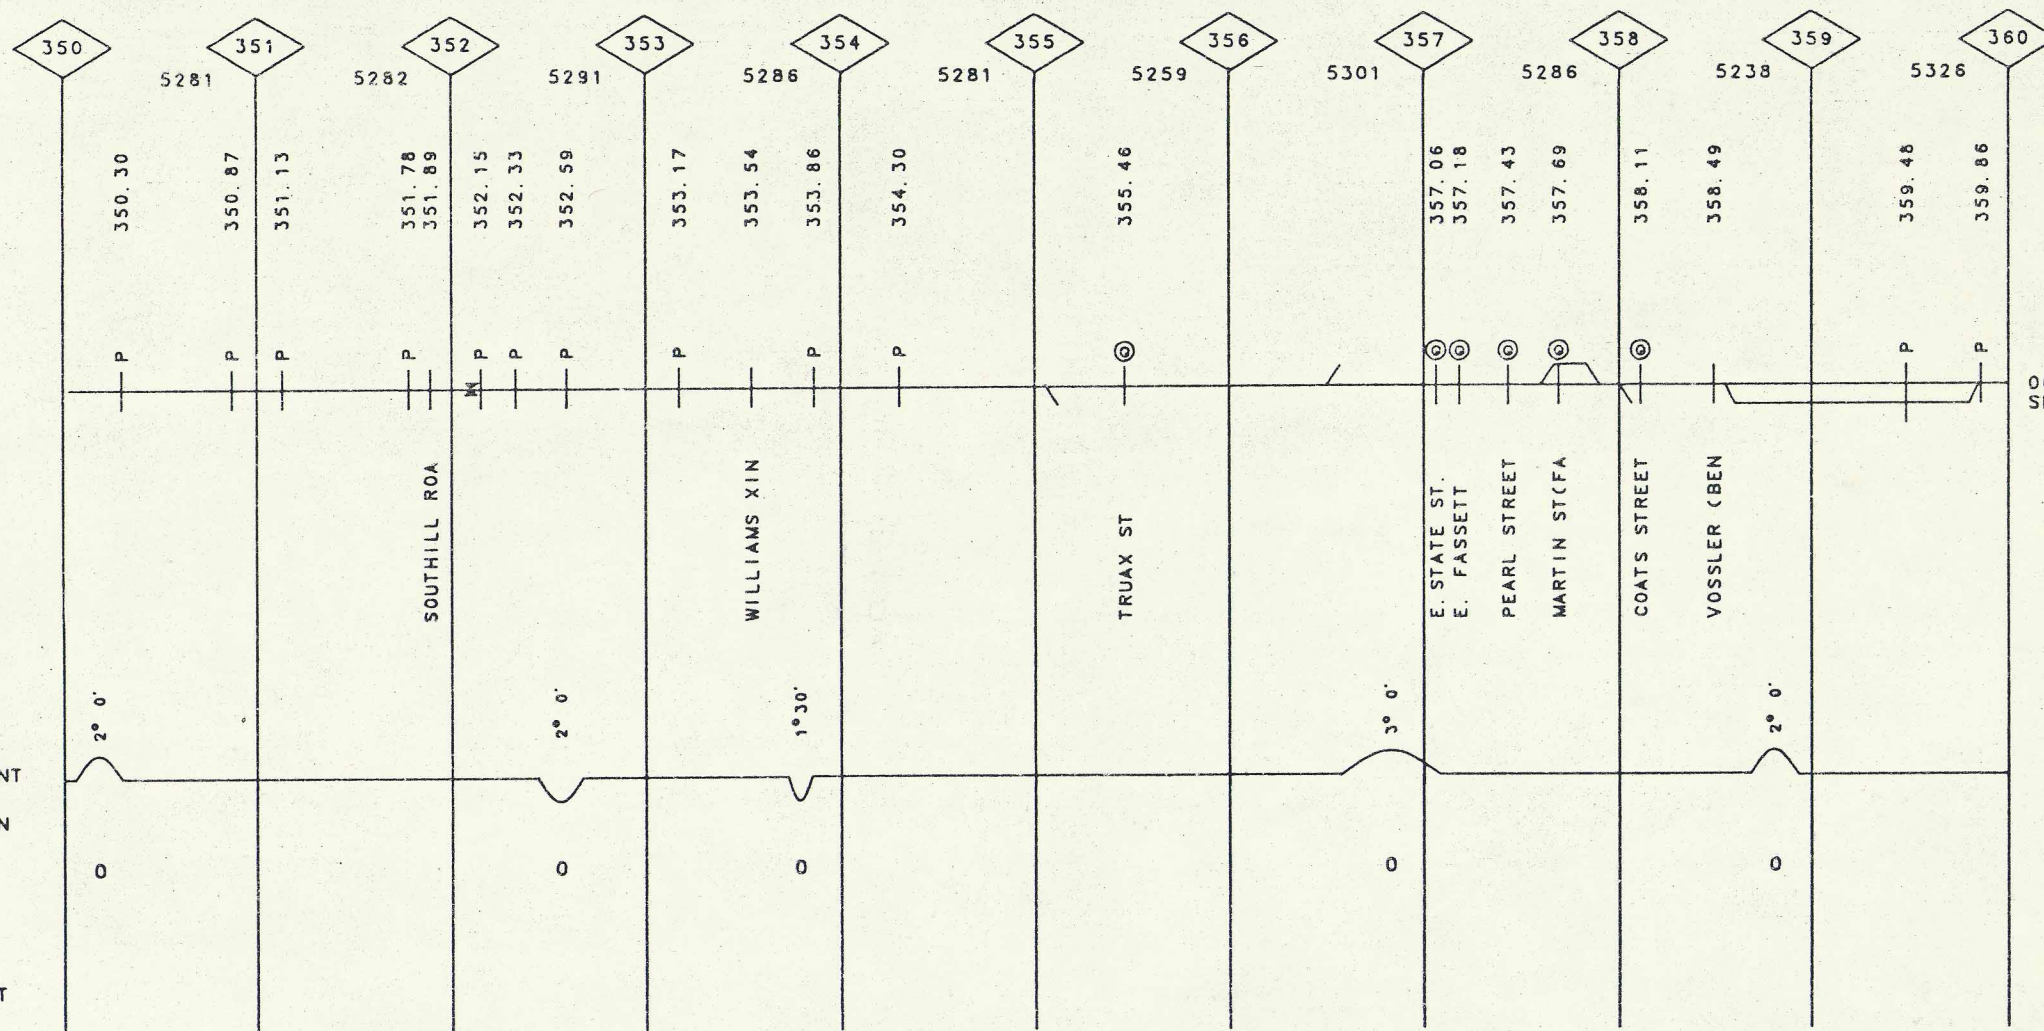 350 351 352 353 354 355 356 357 358 359 360
5281 5282 5291 5286 5281 5259 5301 5286 5238 5326
350.30
350.87
351.13
351.78
351.89
352.15
352.33
352.59
353.17
353.54
353.86
354.30
355.46
357.06
357.18
357.43
357.69
358.11
358.49
359.48
359.86
P P P P P P P P P P P P
SOUTHILL ROA
WILLIAMS XIN
TRUAX ST
E. STATE ST.
E. FASSETT
PEARL STREET
MARTIN ST(FA
COATS STREET
VOSSLER (BEN
2° 0'
2° 0'
1°30'
3° 0'
2° 0'
NT
N
0 0 0 0 0
T